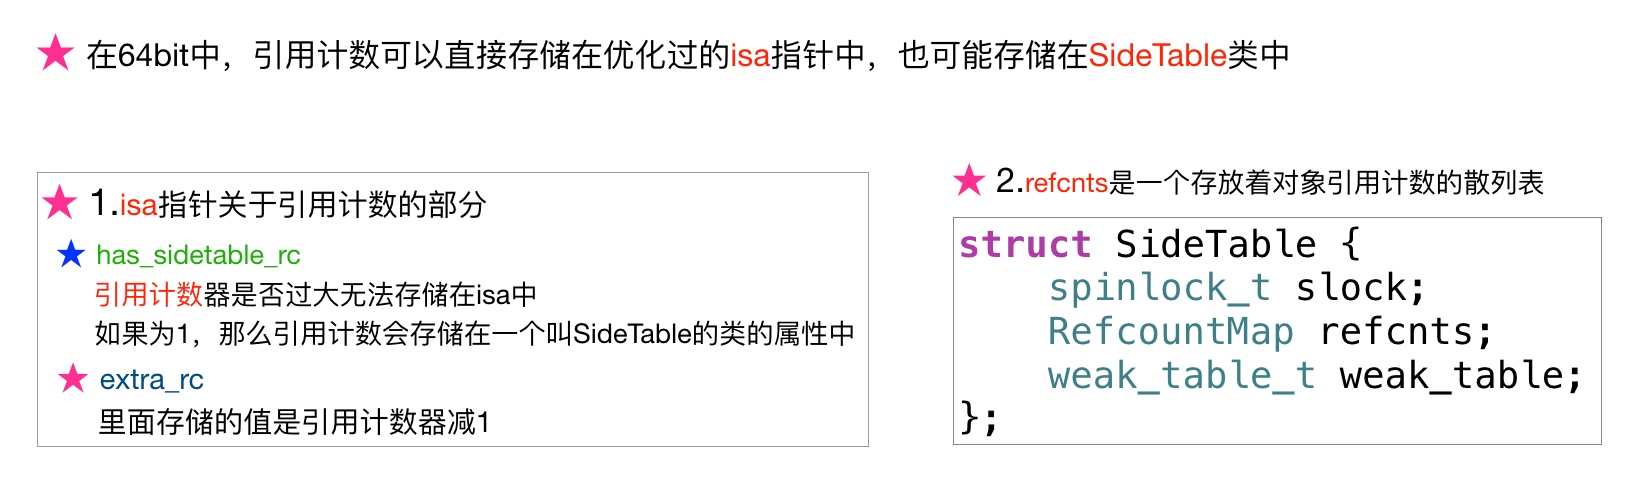 ★ 在64bit中，引用计数可以直接存储在优化过的isa指针中，也可能存储在SideTable类中
★ 1.isa指针关于引用计数的部分
★ has_sidetable_rc
引用计数器是否过大无法存储在isa中
如果为1，那么引用计数会存储在一个叫SideTable的类的属性中
★ extra_rc
里面存储的值是引用计数器减1
★ 2.refcnts是一个存放着对象引用计数的散列表
struct SideTable {
    spinlock_t slock;
    RefcountMap refcnts;
    weak_table_t weak_table;
};